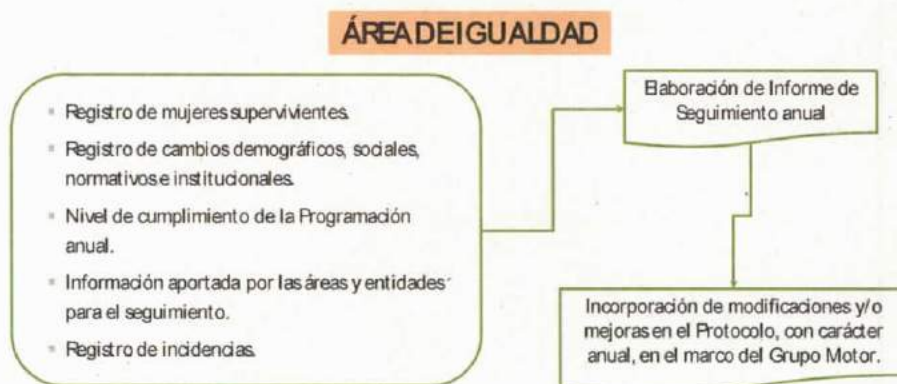 ÁREA DE IGUALDAD
Registro de mujeres supervivientes.
Registro de cambios demográficos, sociales,
normativos e institucionales.
Nivel de cumplimiento de la Programación
anual.
Información aportada por las áreas y entidades
para el seguimiento.
Registro de incidencias.
Elaboración de Informe de
Seguimiento anual
Incorporación de modificaciones y/o
mejoras en el Protocolo, con carácter
anual, en el marco del Grupo Motor.